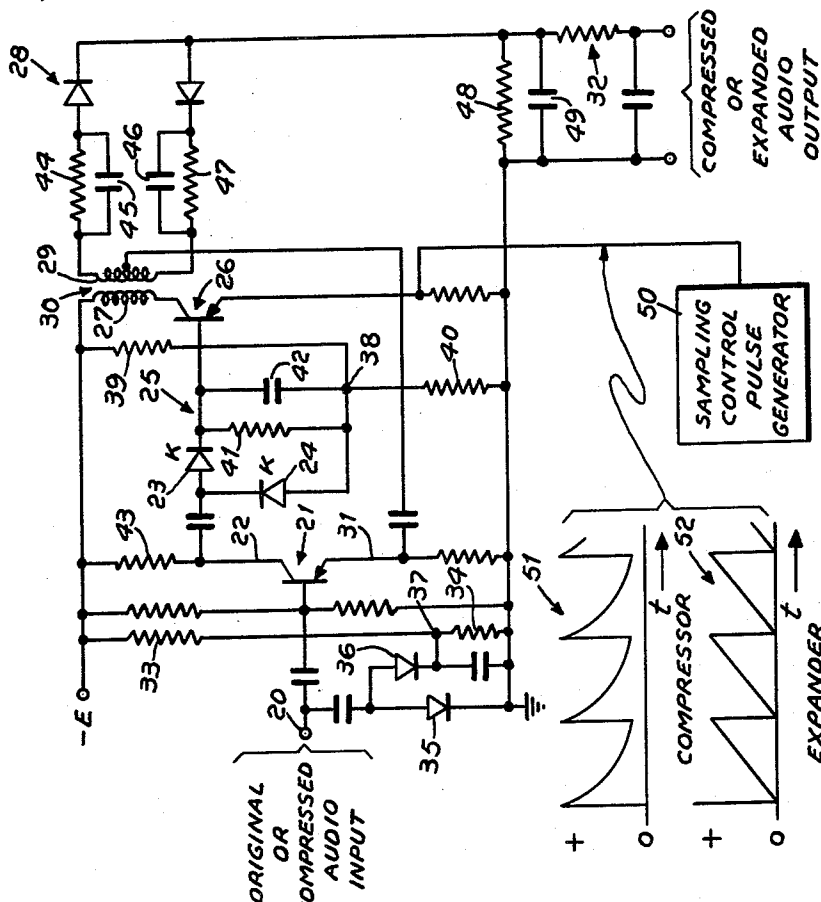 -E
ORIGINAL
OR
COMPRESSED
AUDIO
INPUT
20
33
43
22
21
31
37
34
36
35
23
K
24
K
41
25
42
38
39
40
26
27
30
29
44
45
46
47
28
48
49
32
COMPRESSED
OR
EXPANDED
AUDIO
OUTPUT
50
SAMPLING
CONTROL
PULSE
GENERATOR
51
+
0
t
COMPRESSOR
52
+
0
t
EXPANDER